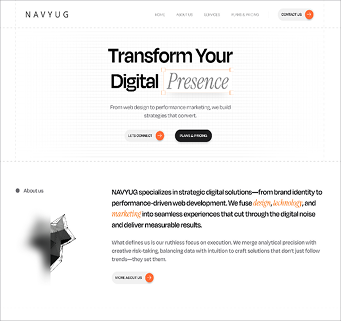 NAVYUG
HOME ABOUT US SERVICES PLANS & PRICING
CONTACT US
Transform Your
Digital Presence
From web design to performance marketing, we build
strategies that convert.
LET'S CONNECT
PLANS & PRICING
About us
NAVYUG specializes in strategic digital solutions—from brand identity to
performance-driven web development. We fuse design, technology, and
marketing into seamless experiences that cut through the digital noise
and deliver measurable results.
What defines us is our ruthless focus on execution. We merge analytical precision with
creative risk-taking, balancing data with intuition to craft solutions that don't just follow
trends—they set them.
MORE ABOUT US